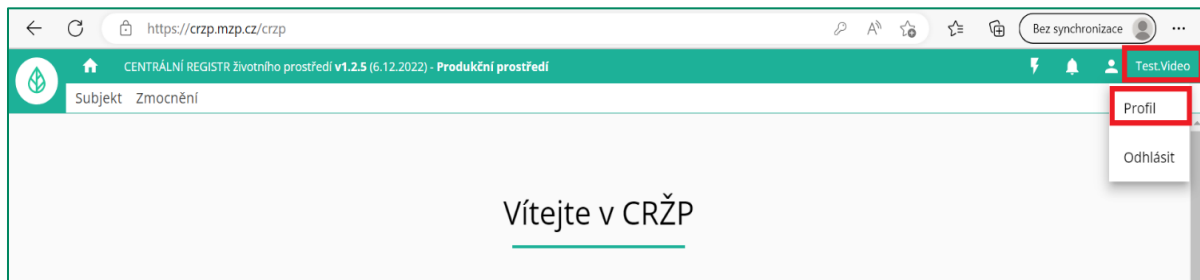 https://crzp.mzp.cz/crzp
Bez synchronizace
CENTRÁLNÍ REGISTR životního prostředí v1.2.5 (6.12.2022) - Produkční prostředí
Test.Video
Subjekt Zmocnění
Profil
Odhlásit
Vítejte v CRŽP